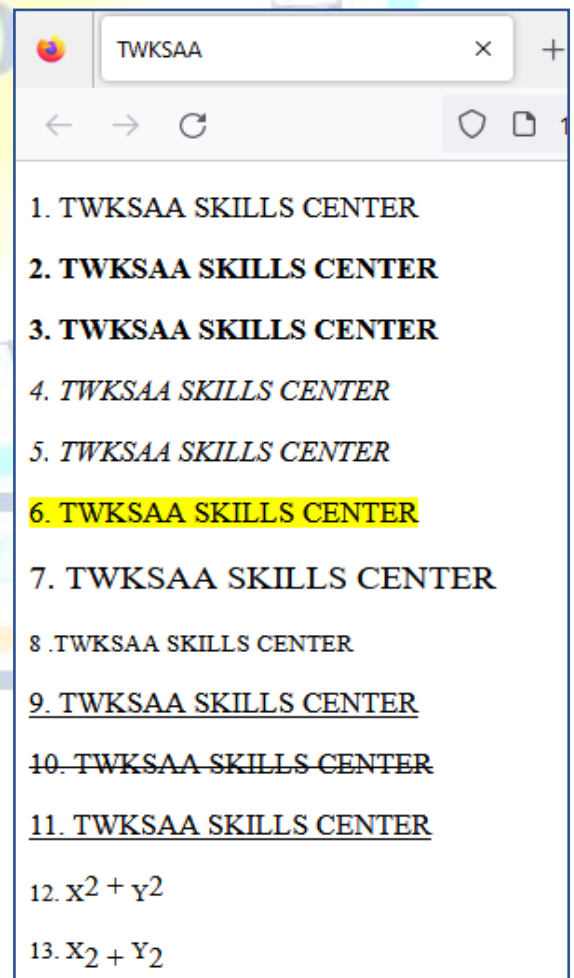 TWKSAA
1
1. TWKSAA SKILLS CENTER
2. TWKSAA SKILLS CENTER
3. TWKSAA SKILLS CENTER
4. TWKSAA SKILLS CENTER
5. TWKSAA SKILLS CENTER
6. TWKSAA SKILLS CENTER
7. TWKSAA SKILLS CENTER
8 .TWKSAA SKILLS CENTER
9. TWKSAA SKILLS CENTER
10. TWKSAA SKILLS CENTER
11. TWKSAA SKILLS CENTER
12. X2 + Y2
13. X2 + Y2